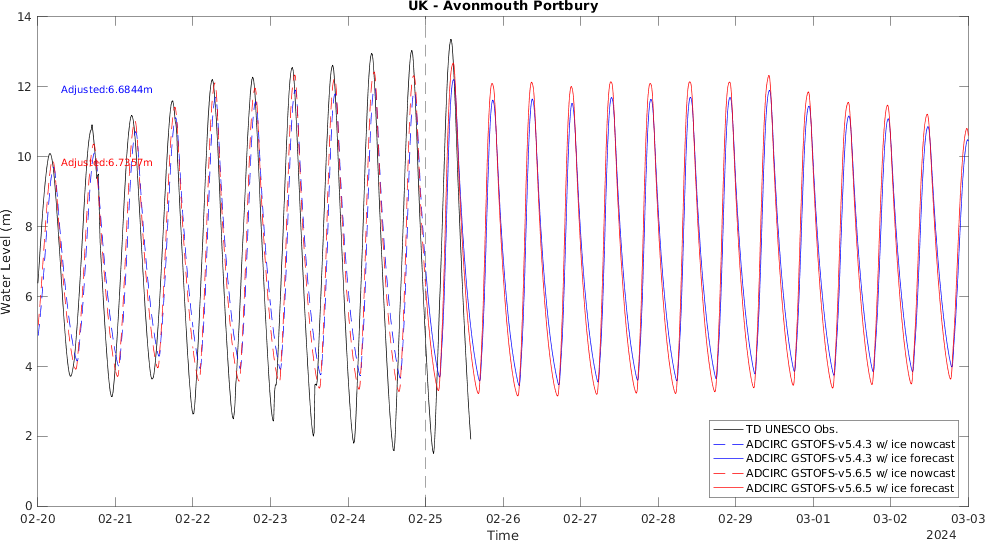 UK - Avonmouth Portbury
14
12
10
8
6
4
2
0
Water Level (m)
Adjusted:6.6844m
Adjusted:6.7357m
TD UNESCO Obs.
ADCIRC GSTOFS-v5.4.3 w/ ice nowcast
ADCIRC GSTOFS-v5.4.3 w/ ice forecast
ADCIRC GSTOFS-v5.6.5 w/ ice nowcast
ADCIRC GSTOFS-v5.6.5 w/ ice forecast
02-20 02-21 02-22 02-23 02-24 02-25 02-26 02-27 02-28 02-29 03-01 03-02 03-03
Time
2024